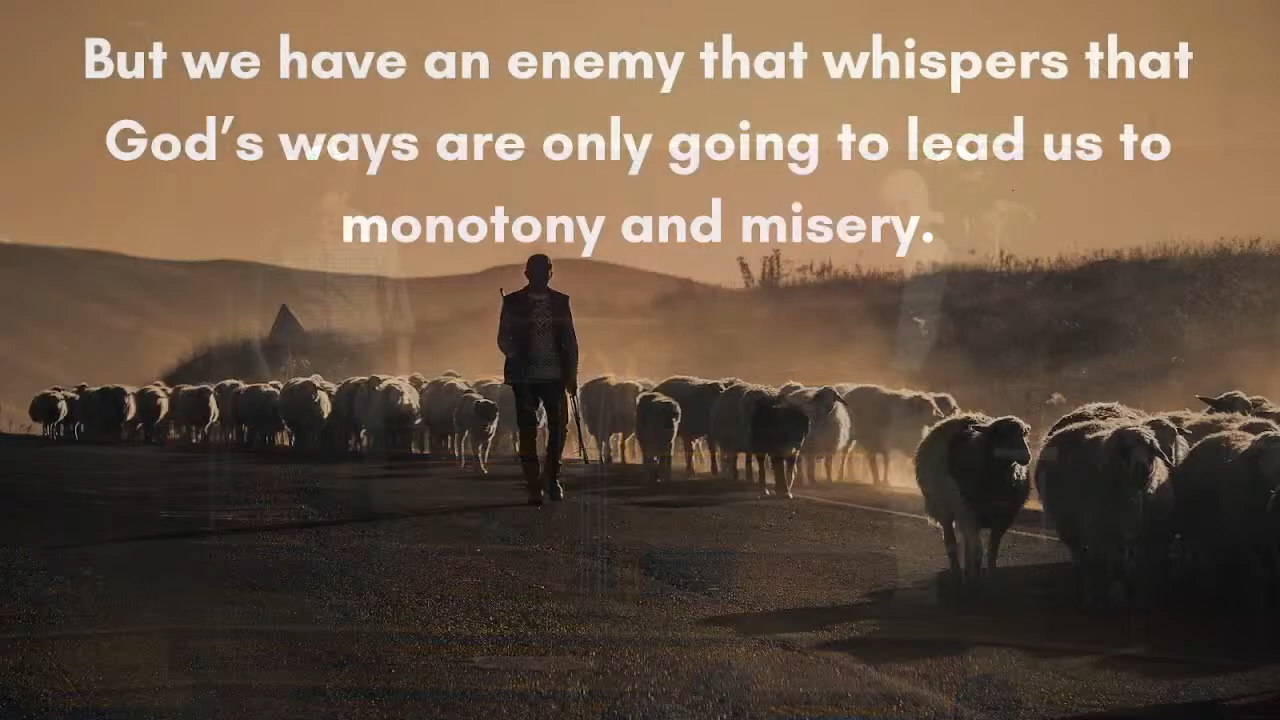 But we have an enemy that whispers that
God’s ways are only going to lead us to
monotony and misery.